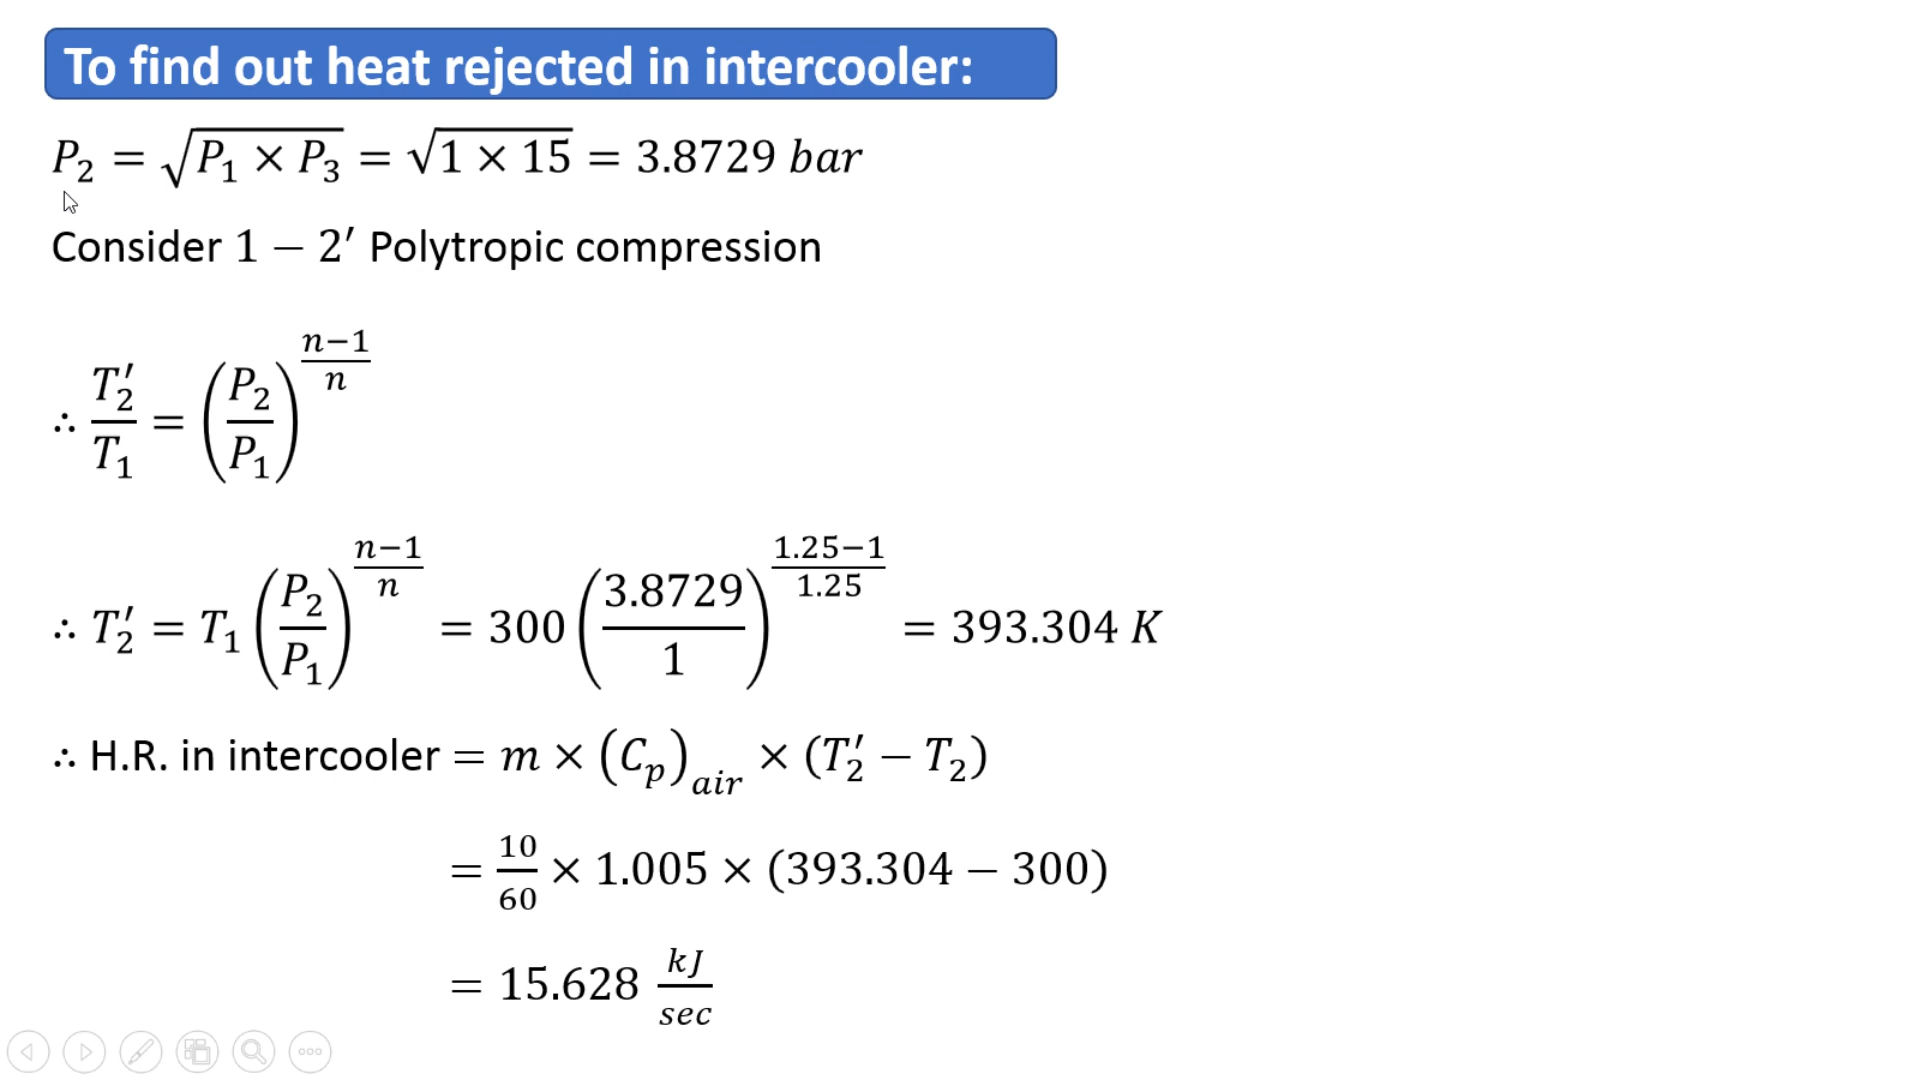 To find out heat rejected in intercooler:
P₂ = √(P₁ × P₃) = √(1 × 15) = 3.8729 bar
Consider 1 − 2′ Polytropic compression
∴ T₂′/T₁ = (P₂/P₁)^((n−1)/n)
∴ T₂′ = T₁ (P₂/P₁)^((n−1)/n) = 300 (3.8729/1)^((1.25−1)/1.25) = 393.304 K
∴ H.R. in intercooler = m × (Cₚ)air × (T₂′ − T₂)
= 10/60 × 1.005 × (393.304 − 300)
= 15.628 kJ/sec